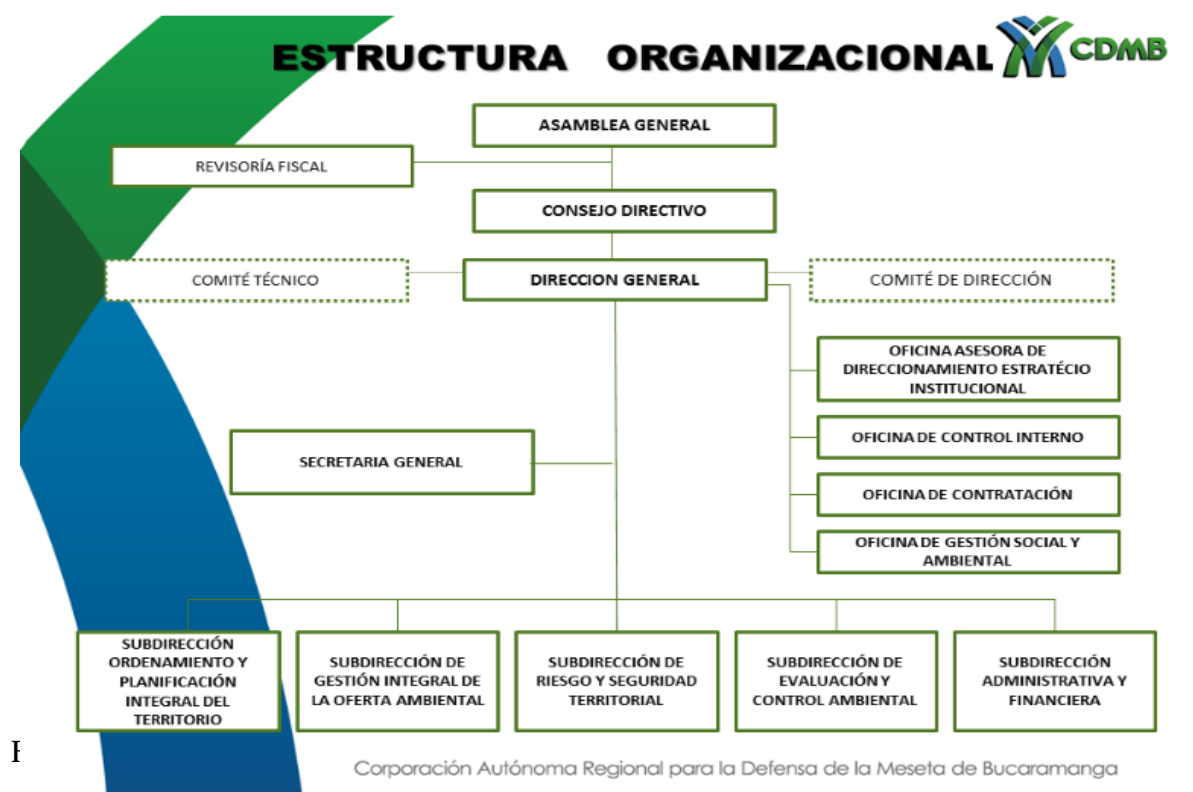 ESTRUCTURA ORGANIZACIONAL
CDMB
ASAMBLEA GENERAL
REVISORÍA FISCAL
CONSEJO DIRECTIVO
COMITÉ TÉCNICO
DIRECCION GENERAL
COMITÉ DE DIRECCIÓN
OFICINA ASESORA DE
DIRECCIONAMIENTO ESTRATÉCIO
INSTITUCIONAL
OFICINA DE CONTROL INTERNO
SECRETARIA GENERAL
OFICINA DE CONTRATACIÓN
OFICINA DE GESTIÓN SOCIAL Y
AMBIENTAL
SUBDIRECCIÓN
ORDENAMIENTO Y
PLANIFICACIÓN
INTEGRAL DEL
TERRITORIO
SUBDIRECCIÓN DE
GESTIÓN INTEGRAL DE
LA OFERTA AMBIENTAL
SUBDIRECCIÓN DE
RIESGO Y SEGURIDAD
TERRITORIAL
SUBDIRECCIÓN DE
EVALUACIÓN Y
CONTROL AMBIENTAL
SUBDIRECCIÓN
ADMINISTRATIVA Y
FINANCIERA
Corporación Autónoma Regional para la Defensa de la Meseta de Bucaramanga